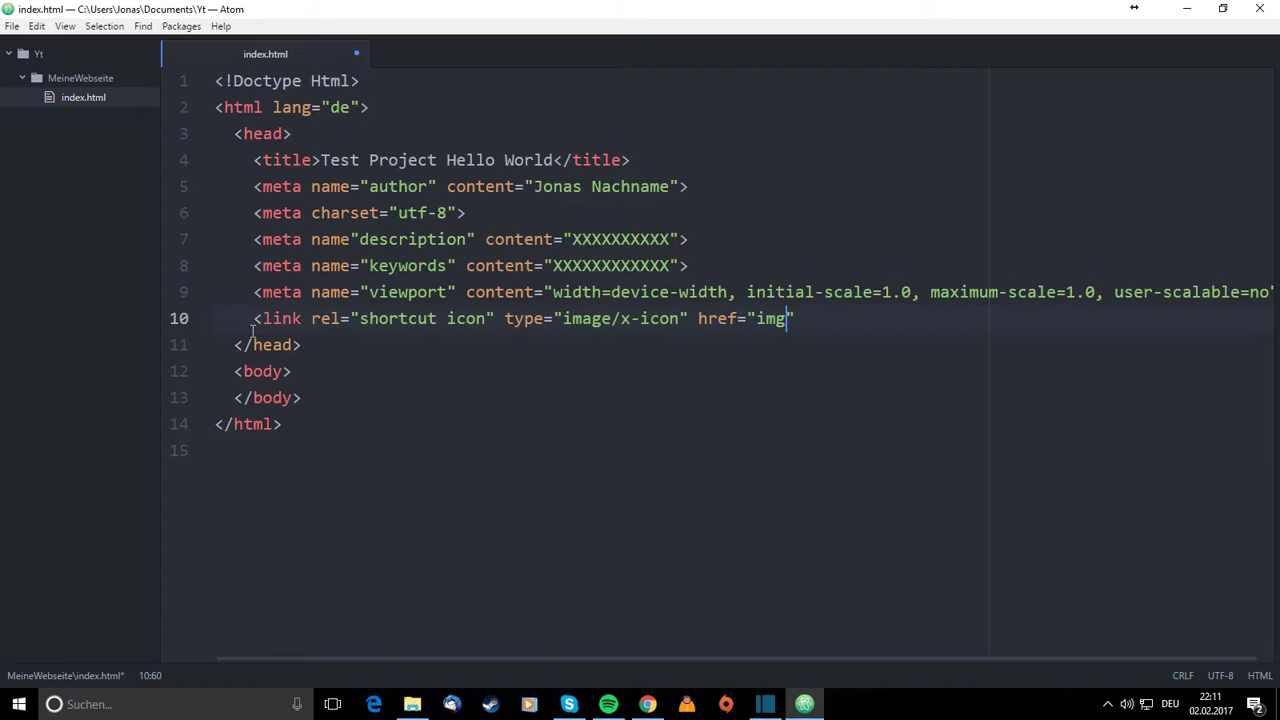 index.html — C:\Users\Jonas\Documents\Yt — Atom
File Edit View Selection Find Packages Help
Yt
MeineWebseite
index.html
index.html
1 <!Doctype Html>
2 <html lang="de">
3 <head>
4 <title>Test Project Hello World</title>
5 <meta name="author" content="Jonas Nachname">
6 <meta charset="utf-8">
7 <meta name"description" content="XXXXXXXXXX">
8 <meta name="keywords" content="XXXXXXXXXXXX">
9 <meta name="viewport" content="width=device-width, initial-scale=1.0, maximum-scale=1.0, user-scalable=no"
10 <link rel="shortcut icon" type="image/x-icon" href="img"
11 </head>
12 <body>
13 </body>
14 </html>
15
MeineWebseite\index.html* 10:60 CRLF UTF-8 HTML
Suchen...
DEU
22:11
02.02.2017
2